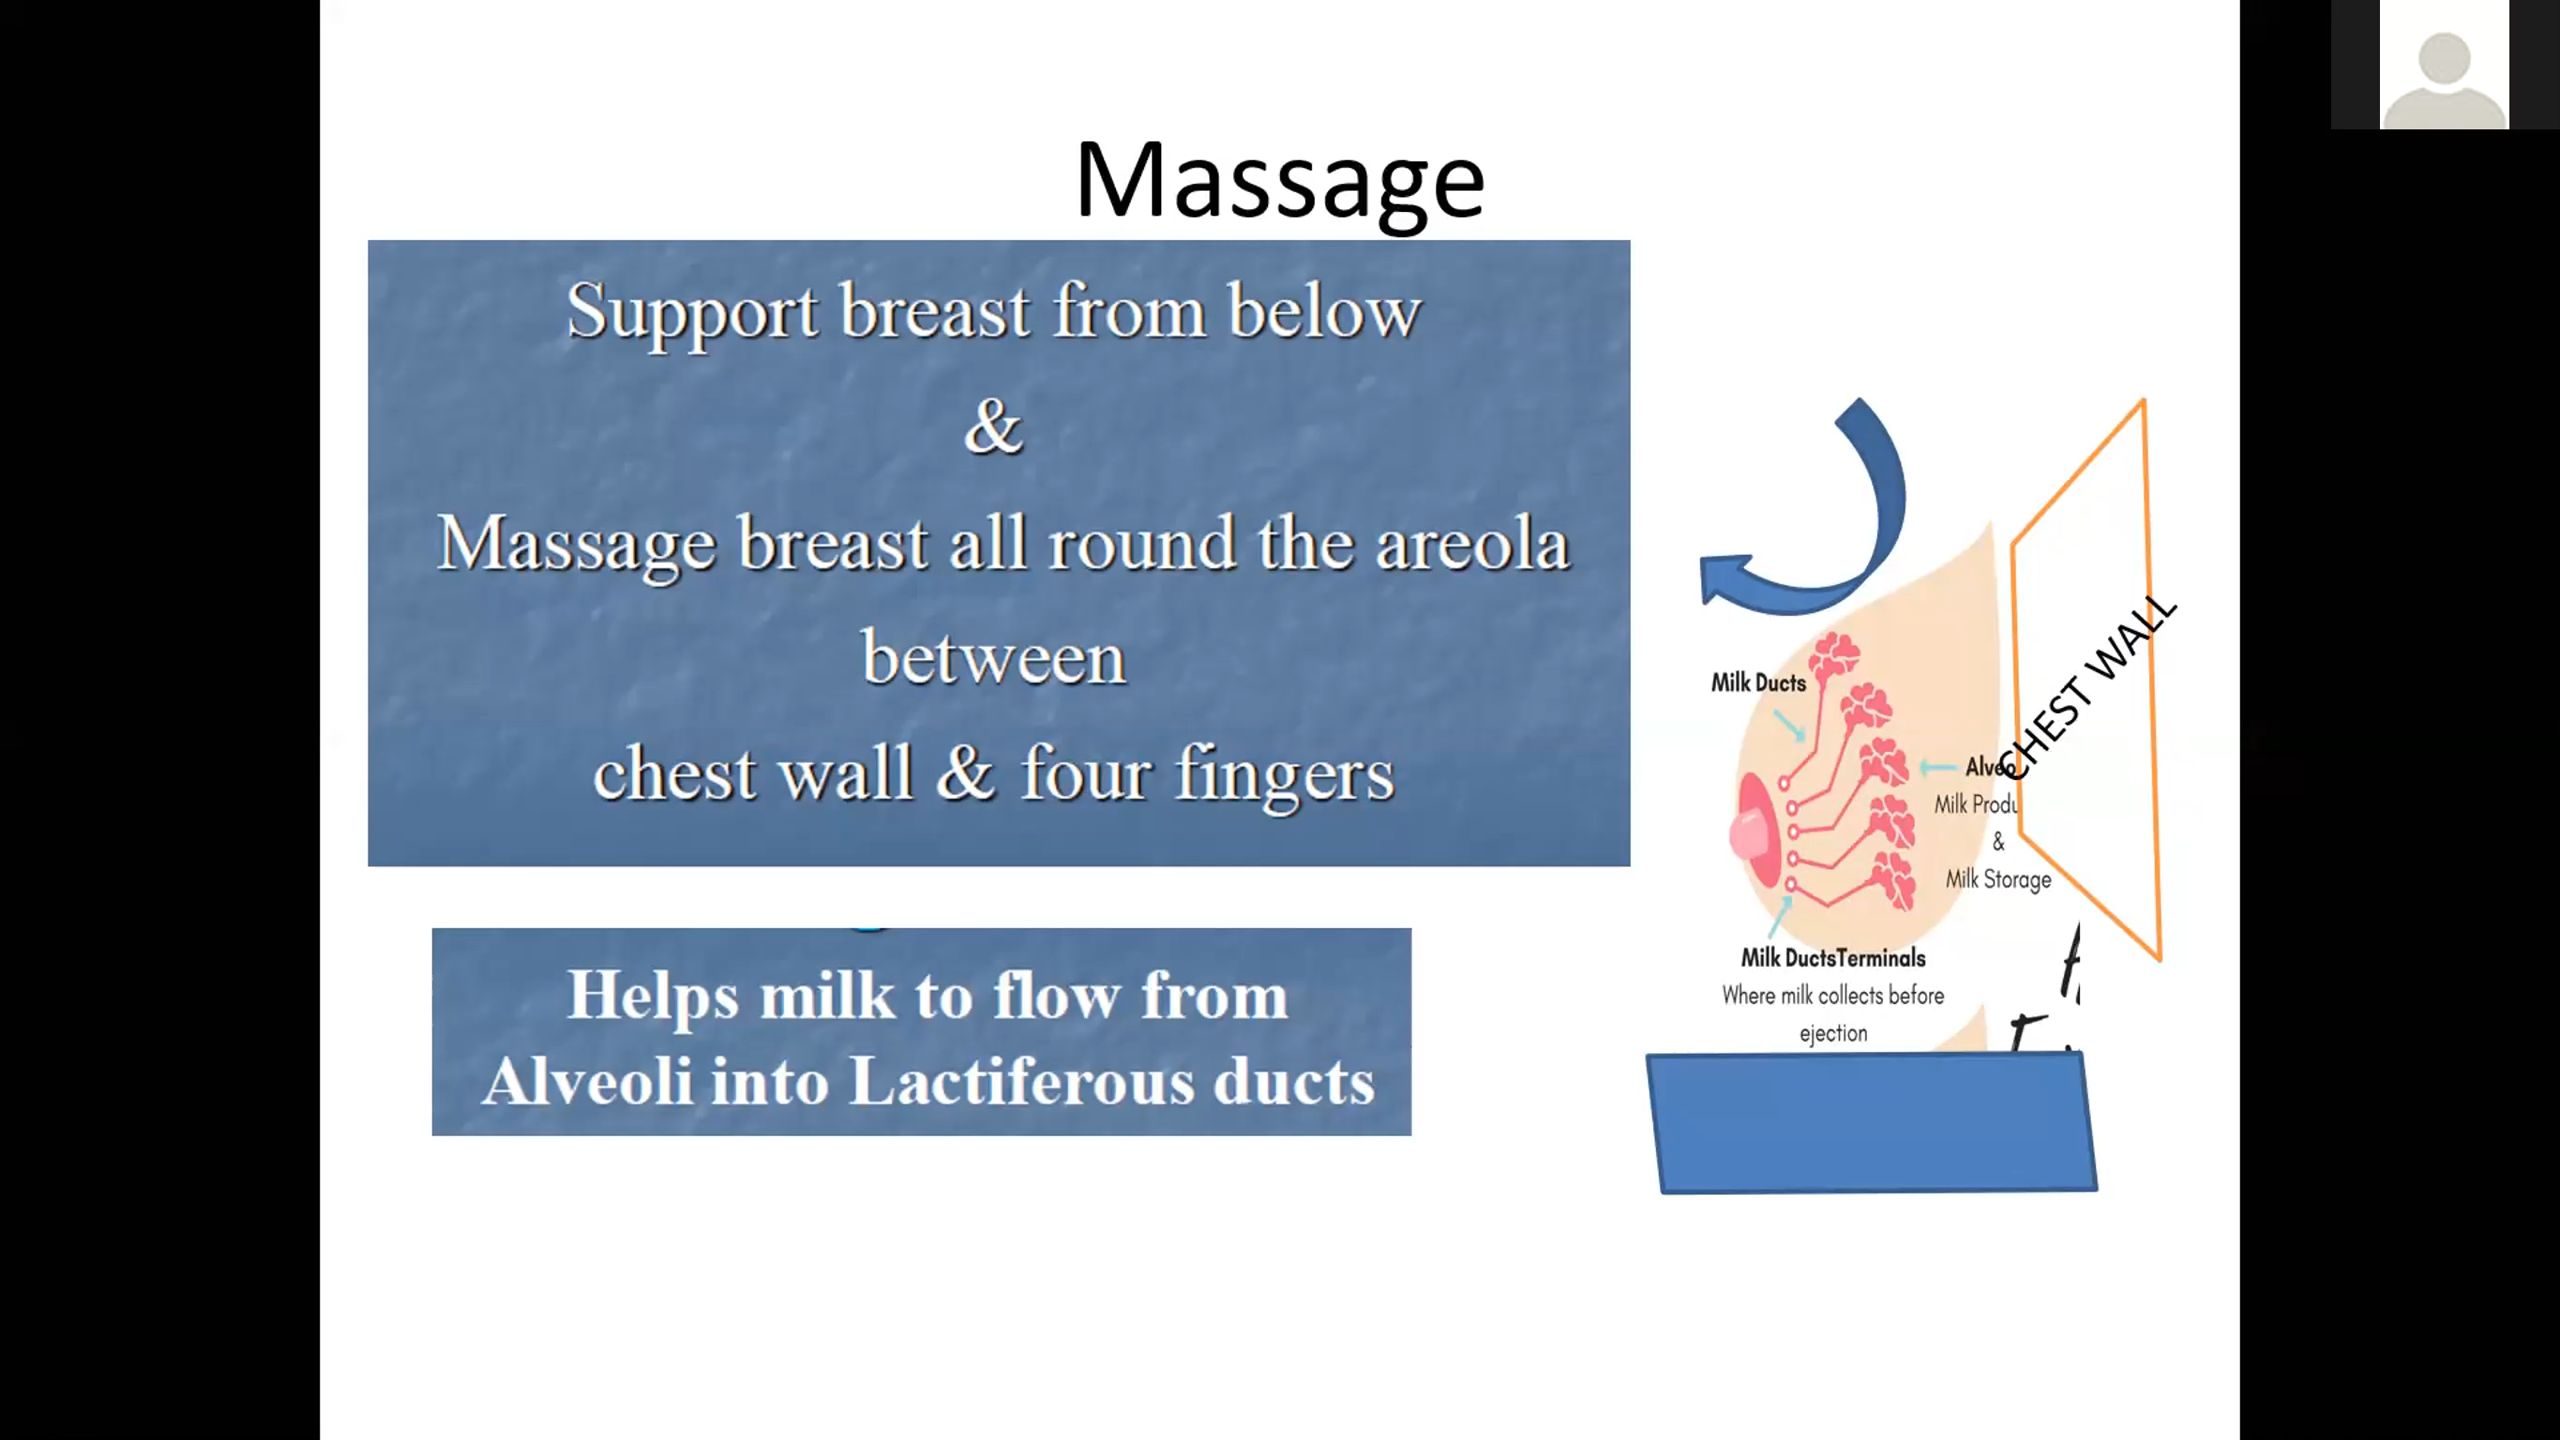 Massage
Support breast from below
&
Massage breast all round the areola
between
chest wall & four fingers
Helps milk to flow from
Alveoli into Lactiferous ducts
CHEST WALL
Milk Ducts
Milk
&
Milk Storage
Milk DuctsTerminals
Where milk collects before
ejection